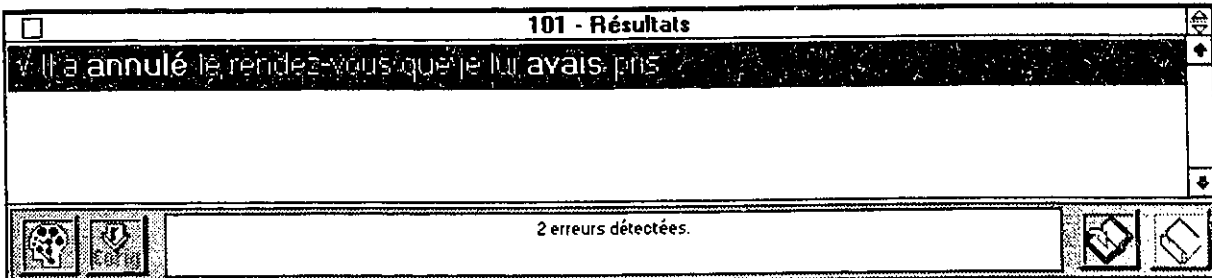 101 - Résultats
√ Il a annulé le rendez-vous que je lui avais pris
2 erreurs détectées.